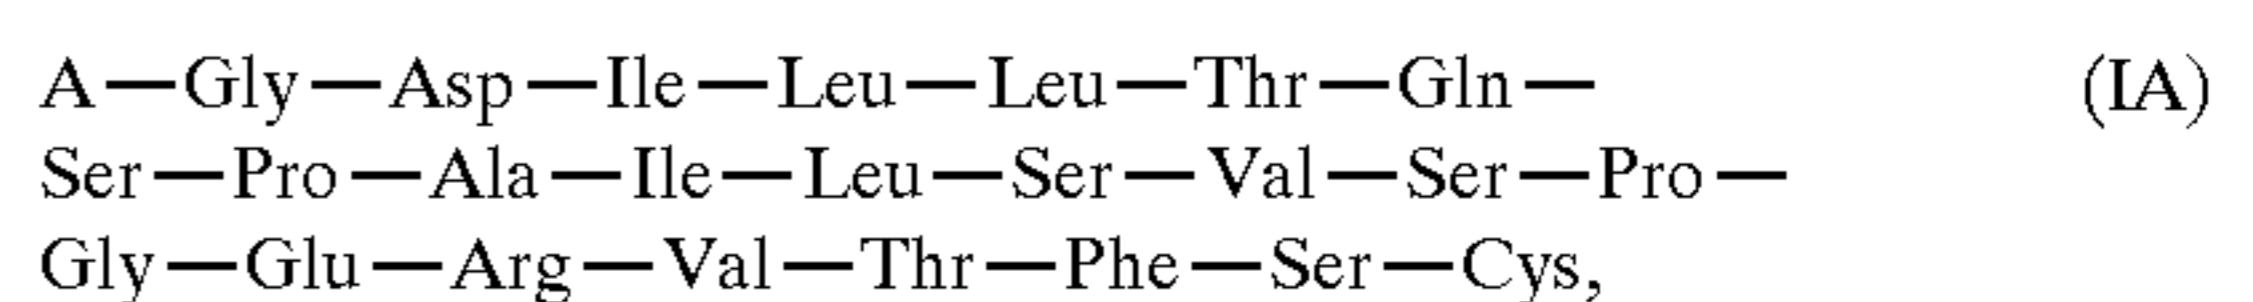 A—Gly—Asp—Ile—Leu—Leu—Thr—Gln— (IA)
Ser—Pro—Ala—Ile—Leu—Ser—Val—Ser—Pro—
Gly—Glu—Arg—Val—Thr—Phe—Ser—Cys,